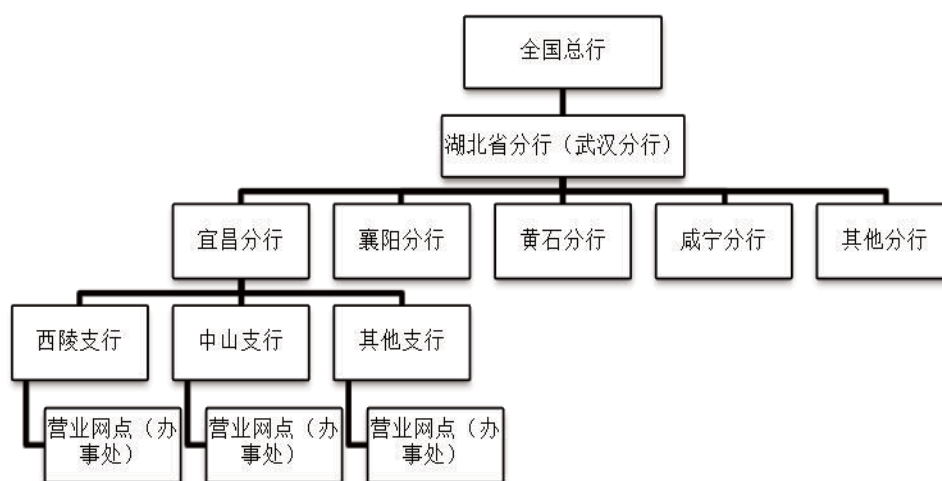 全国总行
湖北省分行（武汉分行）
宜昌分行
襄阳分行
黄石分行
咸宁分行
其他分行
西陵支行
中山支行
其他支行
营业网点（办
事处）
营业网点（办
事处）
营业网点（办
事处）